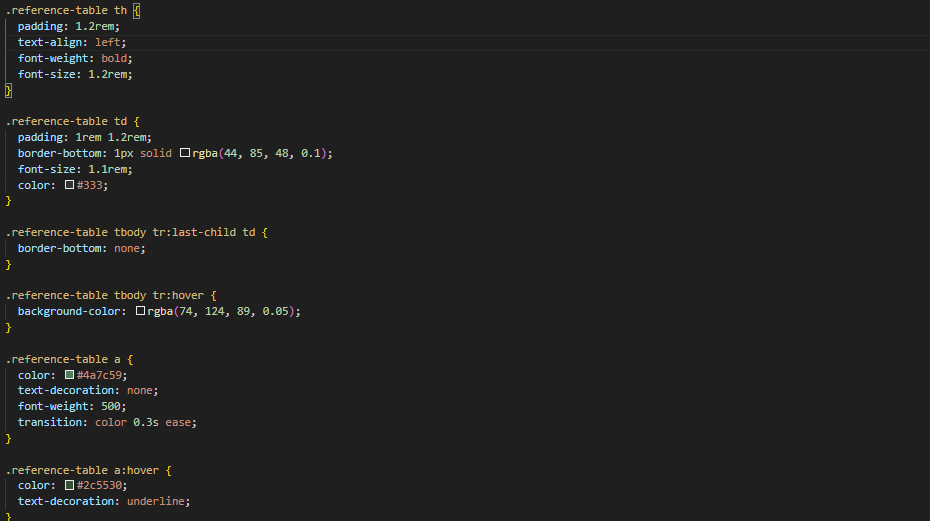 .reference-table th {
padding: 1.2rem;
text-align: left;
font-weight: bold;
font-size: 1.2rem;
}
.reference-table td {
padding: 1rem 1.2rem;
border-bottom: 1px solid rgba(44, 85, 48, 0.1);
font-size: 1.1rem;
color: #333;
}
.reference-table tbody tr:last-child td {
border-bottom: none;
}
.reference-table tbody tr:hover {
background-color: rgba(74, 124, 89, 0.05);
}
.reference-table a {
color: #4a7c59;
text-decoration: none;
font-weight: 500;
transition: color 0.3s ease;
}
.reference-table a:hover {
color: #2c5530;
text-decoration: underline;
}